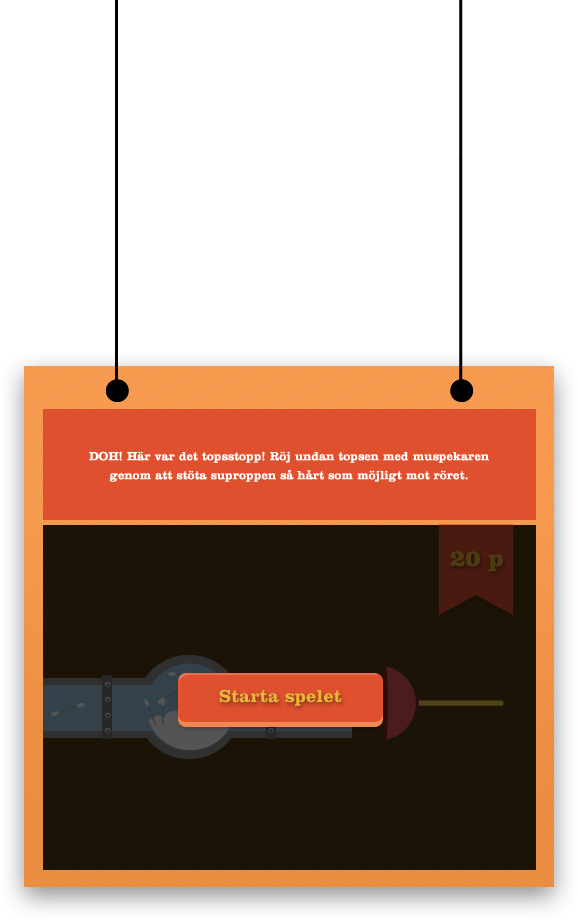 DOH! Här var det topsstopp! Röj undan topsen med muspekaren
genom att stöta suproppen så hårt som möjligt mot röret.
20 p
Starta spelet